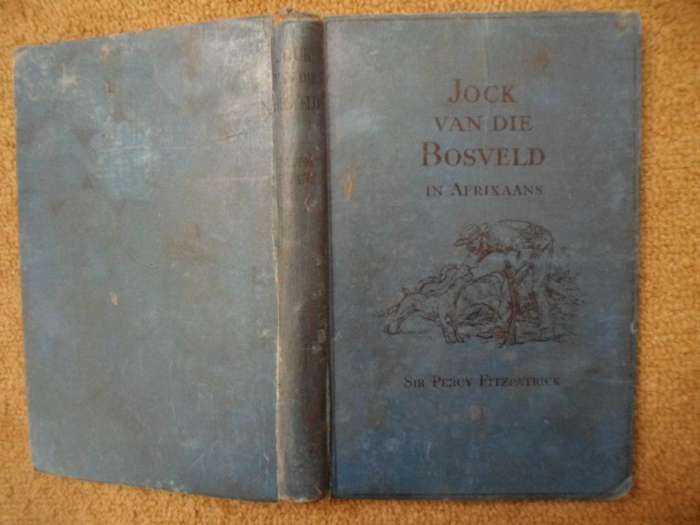 JOCK
VAN DIE
BOSVELD
IN AFRIKAANS
SIR PERCY FITZPATRICK